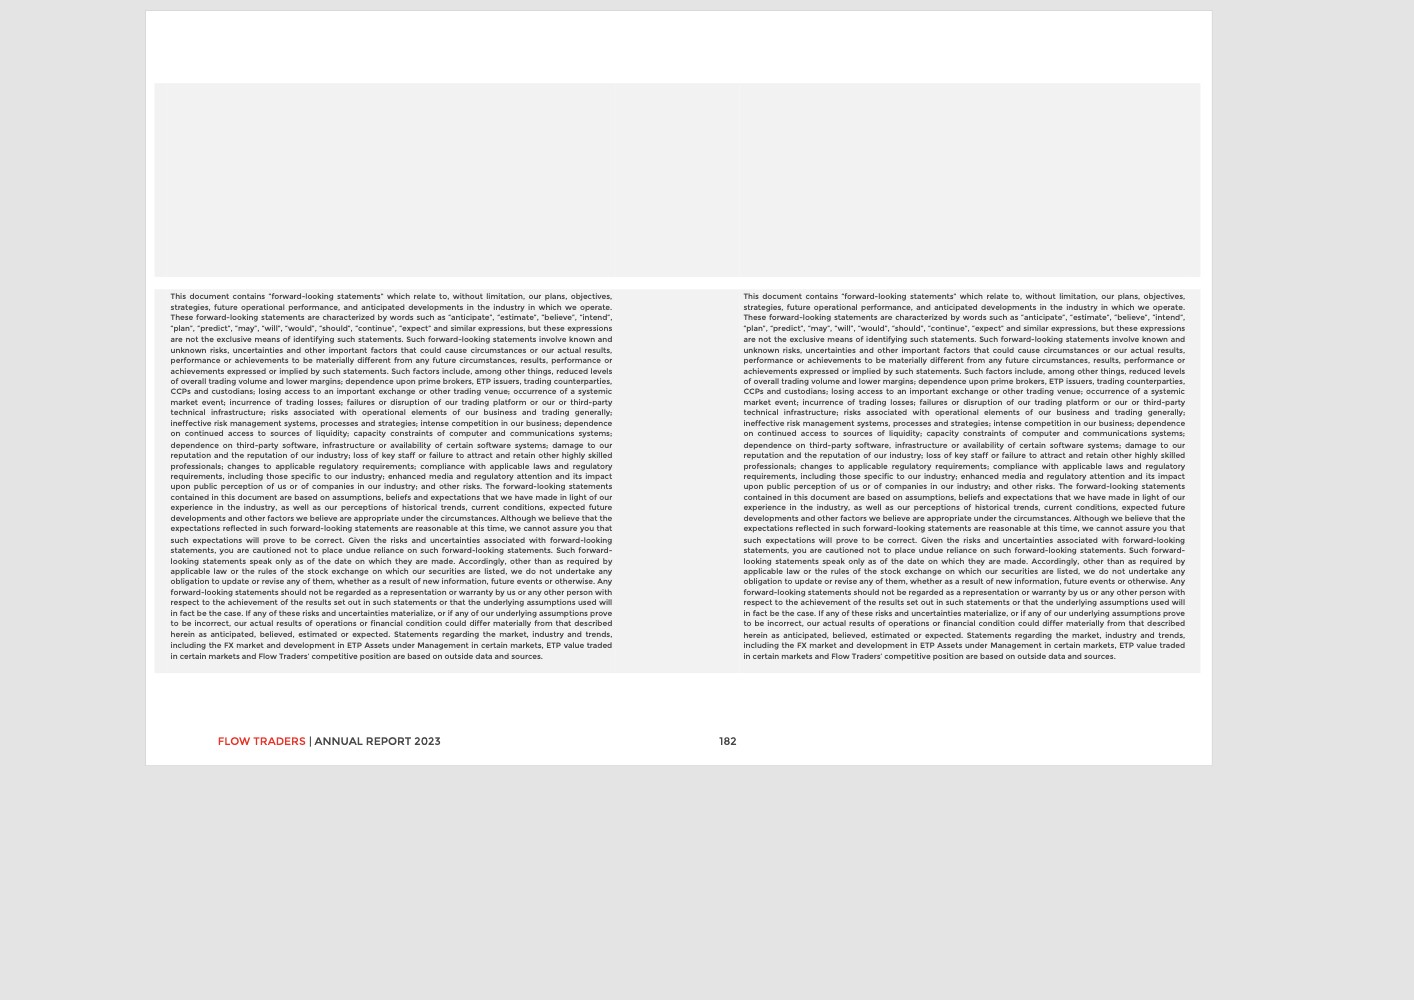 This document contains “forward-looking statements” which relate to, without limitation, our plans, objectives,
strategies, future operational performance, and anticipated developments in the industry in which we operate.
These forward-looking statements are characterized by words such as “anticipate”, “estimate”, “believe”, “intend”,
“plan”, “predict”, “may”, “will”, “would”, “should”, “continue”, “expect” and similar expressions, but these expressions
are not the exclusive means of identifying such statements. Such forward-looking statements involve known and
unknown risks, uncertainties and other important factors that could cause circumstances or our actual results,
performance or achievements to be materially different from any future circumstances, results, performance or
achievements expressed or implied by such statements. Such factors include, among other things, reduced levels
of overall trading volume and lower margins; dependence upon prime brokers, ETP issuers, trading counterparties,
CCPs and custodians; losing access to an important exchange or other trading venue; occurrence of a systemic
market event; incurrence of trading losses; failures or disruption of our trading platform or our or third-party
technical infrastructure; risks associated with operational elements of our business and trading generally;
ineffective risk management systems, processes and strategies; intense competition in our business; dependence
on continued access to sources of liquidity; capacity constraints of computer and communications systems;
dependence on third-party software, infrastructure or availability of certain software systems; damage to our
reputation and the reputation of our industry; loss of key staff or failure to attract and retain other highly skilled
professionals; changes to applicable regulatory requirements; compliance with applicable laws and regulatory
requirements, including those specific to our industry; enhanced media and regulatory attention and its impact
upon public perception of us or of companies in our industry; and other risks. The forward-looking statements
contained in this document are based on assumptions, beliefs and expectations that we have made in light of our
experience in the industry, as well as our perceptions of historical trends, current conditions, expected future
developments and other factors we believe are appropriate under the circumstances. Although we believe that the
expectations reflected in such forward-looking statements are reasonable at this time, we cannot assure you that
such expectations will prove to be correct. Given the risks and uncertainties associated with forward-looking
statements, you are cautioned not to place undue reliance on such forward-looking statements. Such forward-
looking statements speak only as of the date on which they are made. Accordingly, other than as required by
applicable law or the rules of the stock exchange on which our securities are listed, we do not undertake any
obligation to update or revise any of them, whether as a result of new information, future events or otherwise. Any
forward-looking statements should not be regarded as a representation or warranty by us or any other person with
respect to the achievement of the results set out in such statements or that the underlying assumptions used will
in fact be the case. If any of these risks and uncertainties materialize, or if any of our underlying assumptions prove
to be incorrect, our actual results of operations or financial condition could differ materially from that described
herein as anticipated, believed, estimated or expected. Statements regarding the market, industry and trends,
including the FX market and development in ETP Assets under Management in certain markets, ETP value traded
in certain markets and Flow Traders’ competitive position are based on outside data and sources.
This document contains “forward-looking statements” which relate to, without limitation, our plans, objectives,
strategies, future operational performance, and anticipated developments in the industry in which we operate.
These forward-looking statements are characterized by words such as “anticipate”, “estimate”, “believe”, “intend”,
“plan”, “predict”, “may”, “will”, “would”, “should”, “continue”, “expect” and similar expressions, but these expressions
are not the exclusive means of identifying such statements. Such forward-looking statements involve known and
unknown risks, uncertainties and other important factors that could cause circumstances or our actual results,
performance or achievements to be materially different from any future circumstances, results, performance or
achievements expressed or implied by such statements. Such factors include, among other things, reduced levels
of overall trading volume and lower margins; dependence upon prime brokers, ETP issuers, trading counterparties,
CCPs and custodians; losing access to an important exchange or other trading venue; occurrence of a systemic
market event; incurrence of trading losses; failures or disruption of our trading platform or our or third-party
technical infrastructure; risks associated with operational elements of our business and trading generally;
ineffective risk management systems, processes and strategies; intense competition in our business; dependence
on continued access to sources of liquidity; capacity constraints of computer and communications systems;
dependence on third-party software, infrastructure or availability of certain software systems; damage to our
reputation and the reputation of our industry; loss of key staff or failure to attract and retain other highly skilled
professionals; changes to applicable regulatory requirements; compliance with applicable laws and regulatory
requirements, including those specific to our industry; enhanced media and regulatory attention and its impact
upon public perception of us or of companies in our industry; and other risks. The forward-looking statements
contained in this document are based on assumptions, beliefs and expectations that we have made in light of our
experience in the industry, as well as our perceptions of historical trends, current conditions, expected future
developments and other factors we believe are appropriate under the circumstances. Although we believe that the
expectations reflected in such forward-looking statements are reasonable at this time, we cannot assure you that
such expectations will prove to be correct. Given the risks and uncertainties associated with forward-looking
statements, you are cautioned not to place undue reliance on such forward-looking statements. Such forward-
looking statements speak only as of the date on which they are made. Accordingly, other than as required by
applicable law or the rules of the stock exchange on which our securities are listed, we do not undertake any
obligation to update or revise any of them, whether as a result of new information, future events or otherwise. Any
forward-looking statements should not be regarded as a representation or warranty by us or any other person with
respect to the achievement of the results set out in such statements or that the underlying assumptions used will
in fact be the case. If any of these risks and uncertainties materialize, or if any of our underlying assumptions prove
to be incorrect, our actual results of operations or financial condition could differ materially from that described
herein as anticipated, believed, estimated or expected. Statements regarding the market, industry and trends,
including the FX market and development in ETP Assets under Management in certain markets, ETP value traded
in certain markets and Flow Traders’ competitive position are based on outside data and sources.
FLOW TRADERS | ANNUAL REPORT 2023
182